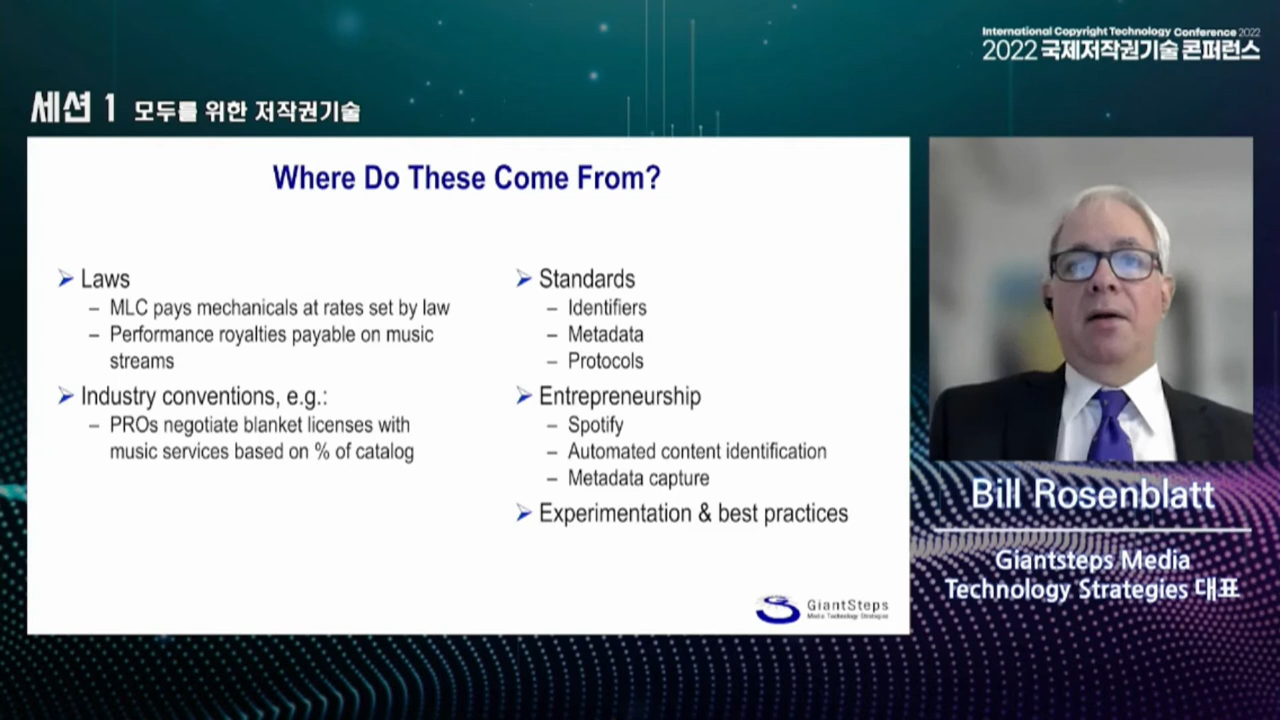 International Copyright Technology Conference 2022
2022 국제저작권기술 콘퍼런스
세션 1 모두를 위한 저작권기술
Where Do These Come From?
➢ Laws
– MLC pays mechanicals at rates set by law
– Performance royalties payable on music
streams
➢ Industry conventions, e.g.:
– PROs negotiate blanket licenses with
music services based on % of catalog
➢ Standards
– Identifiers
– Metadata
– Protocols
➢ Entrepreneurship
– Spotify
– Automated content identification
– Metadata capture
➢ Experimentation & best practices
GiantSteps
Media Technology Strategies
Bill Rosenblatt
Giantsteps Media
Technology Strategies 대표